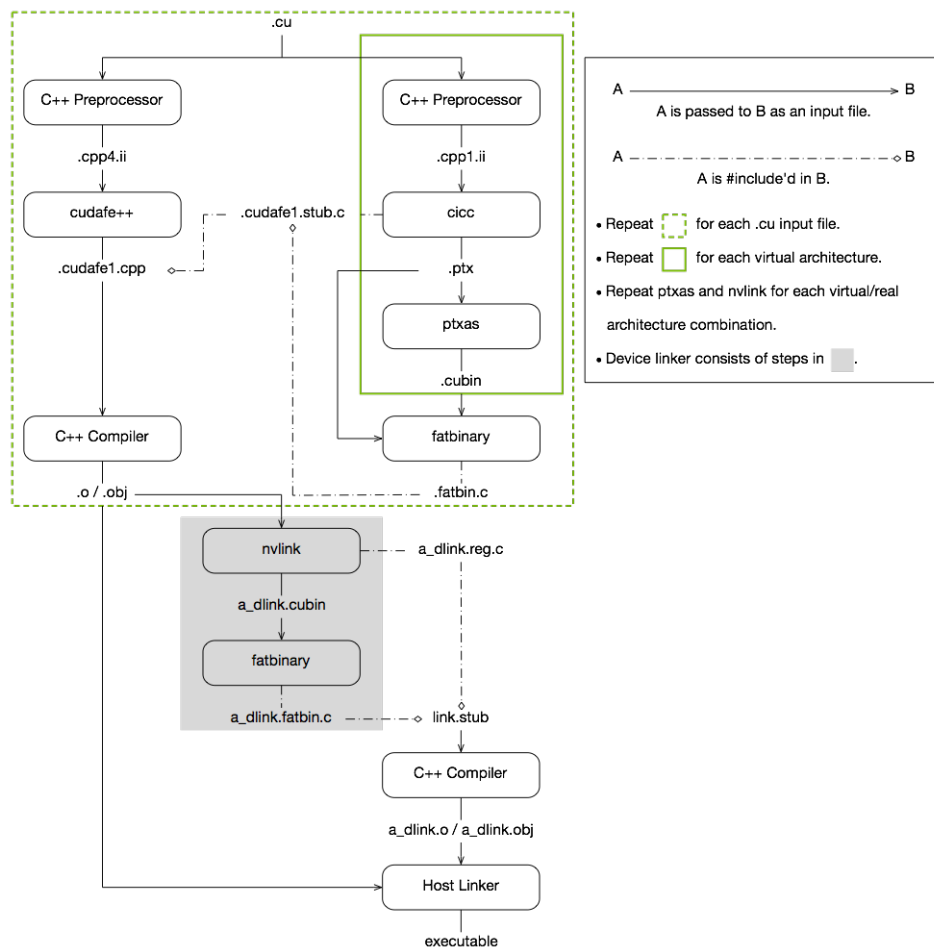 .cu
C++ Preprocessor
C++ Preprocessor
.cpp4.ii
.cpp1.ii
cudafe++
.cudafe1.stub.c
cicc
.cudafe1.cpp
.ptx
ptxas
.cubin
C++ Compiler
fatbinary
.o / .obj
.fatbin.c
nvlink
a_dlink.reg.c
a_dlink.cubin
fatbinary
a_dlink.fatbin.c
link.stub
C++ Compiler
a_dlink.o / a_dlink.obj
Host Linker
executable
A B
A is passed to B as an input file.
A B
A is #include'd in B.
• Repeat for each .cu input file.
• Repeat for each virtual architecture.
• Repeat ptxas and nvlink for each virtual/real
architecture combination.
• Device linker consists of steps in .